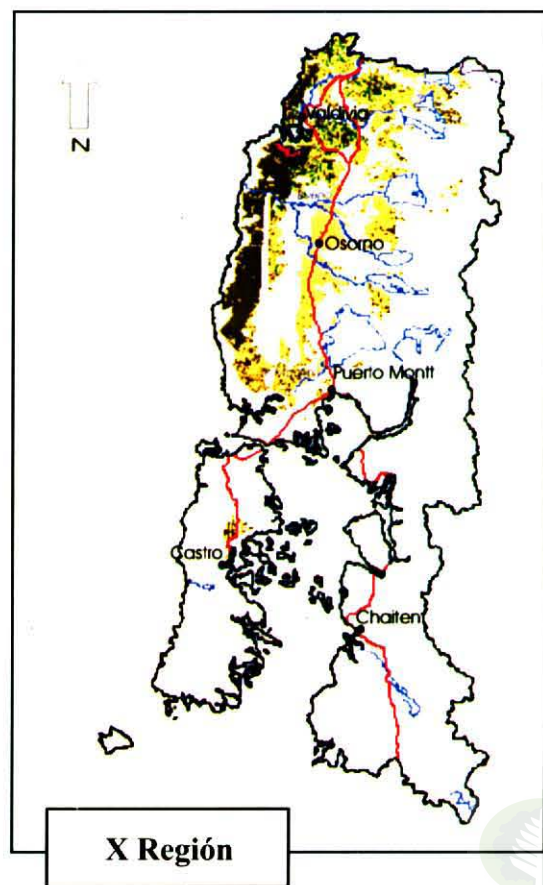 Valdivia
N
Osorno
Puerto Montt
Castro
Chaiten
X Región